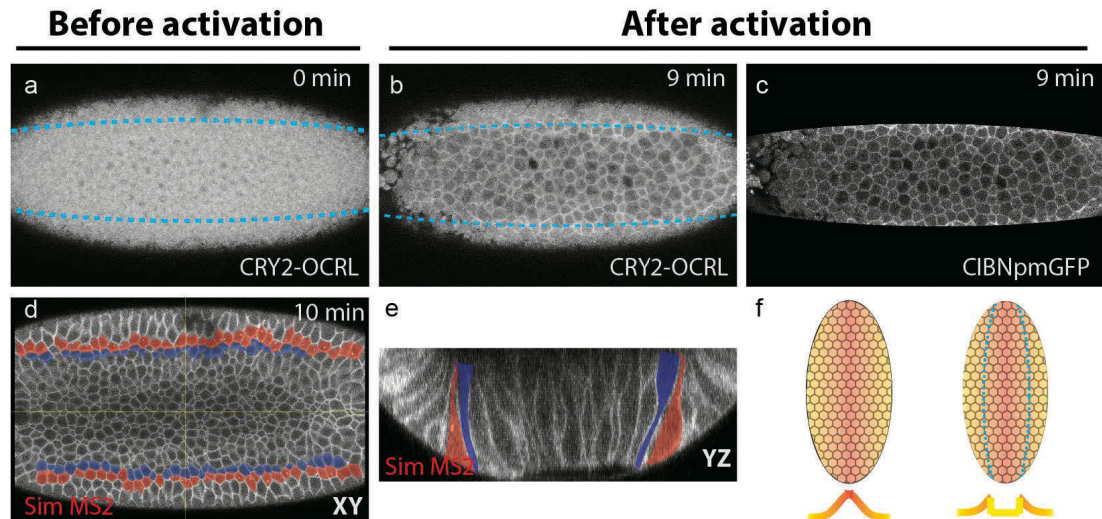 Before activation
After activation
a
0 min
CRY2-OCRL
b
9 min
CRY2-OCRL
c
9 min
CIBNpmGFP
d
10 min
Sim MS2
XY
e
Sim MS2
YZ
f